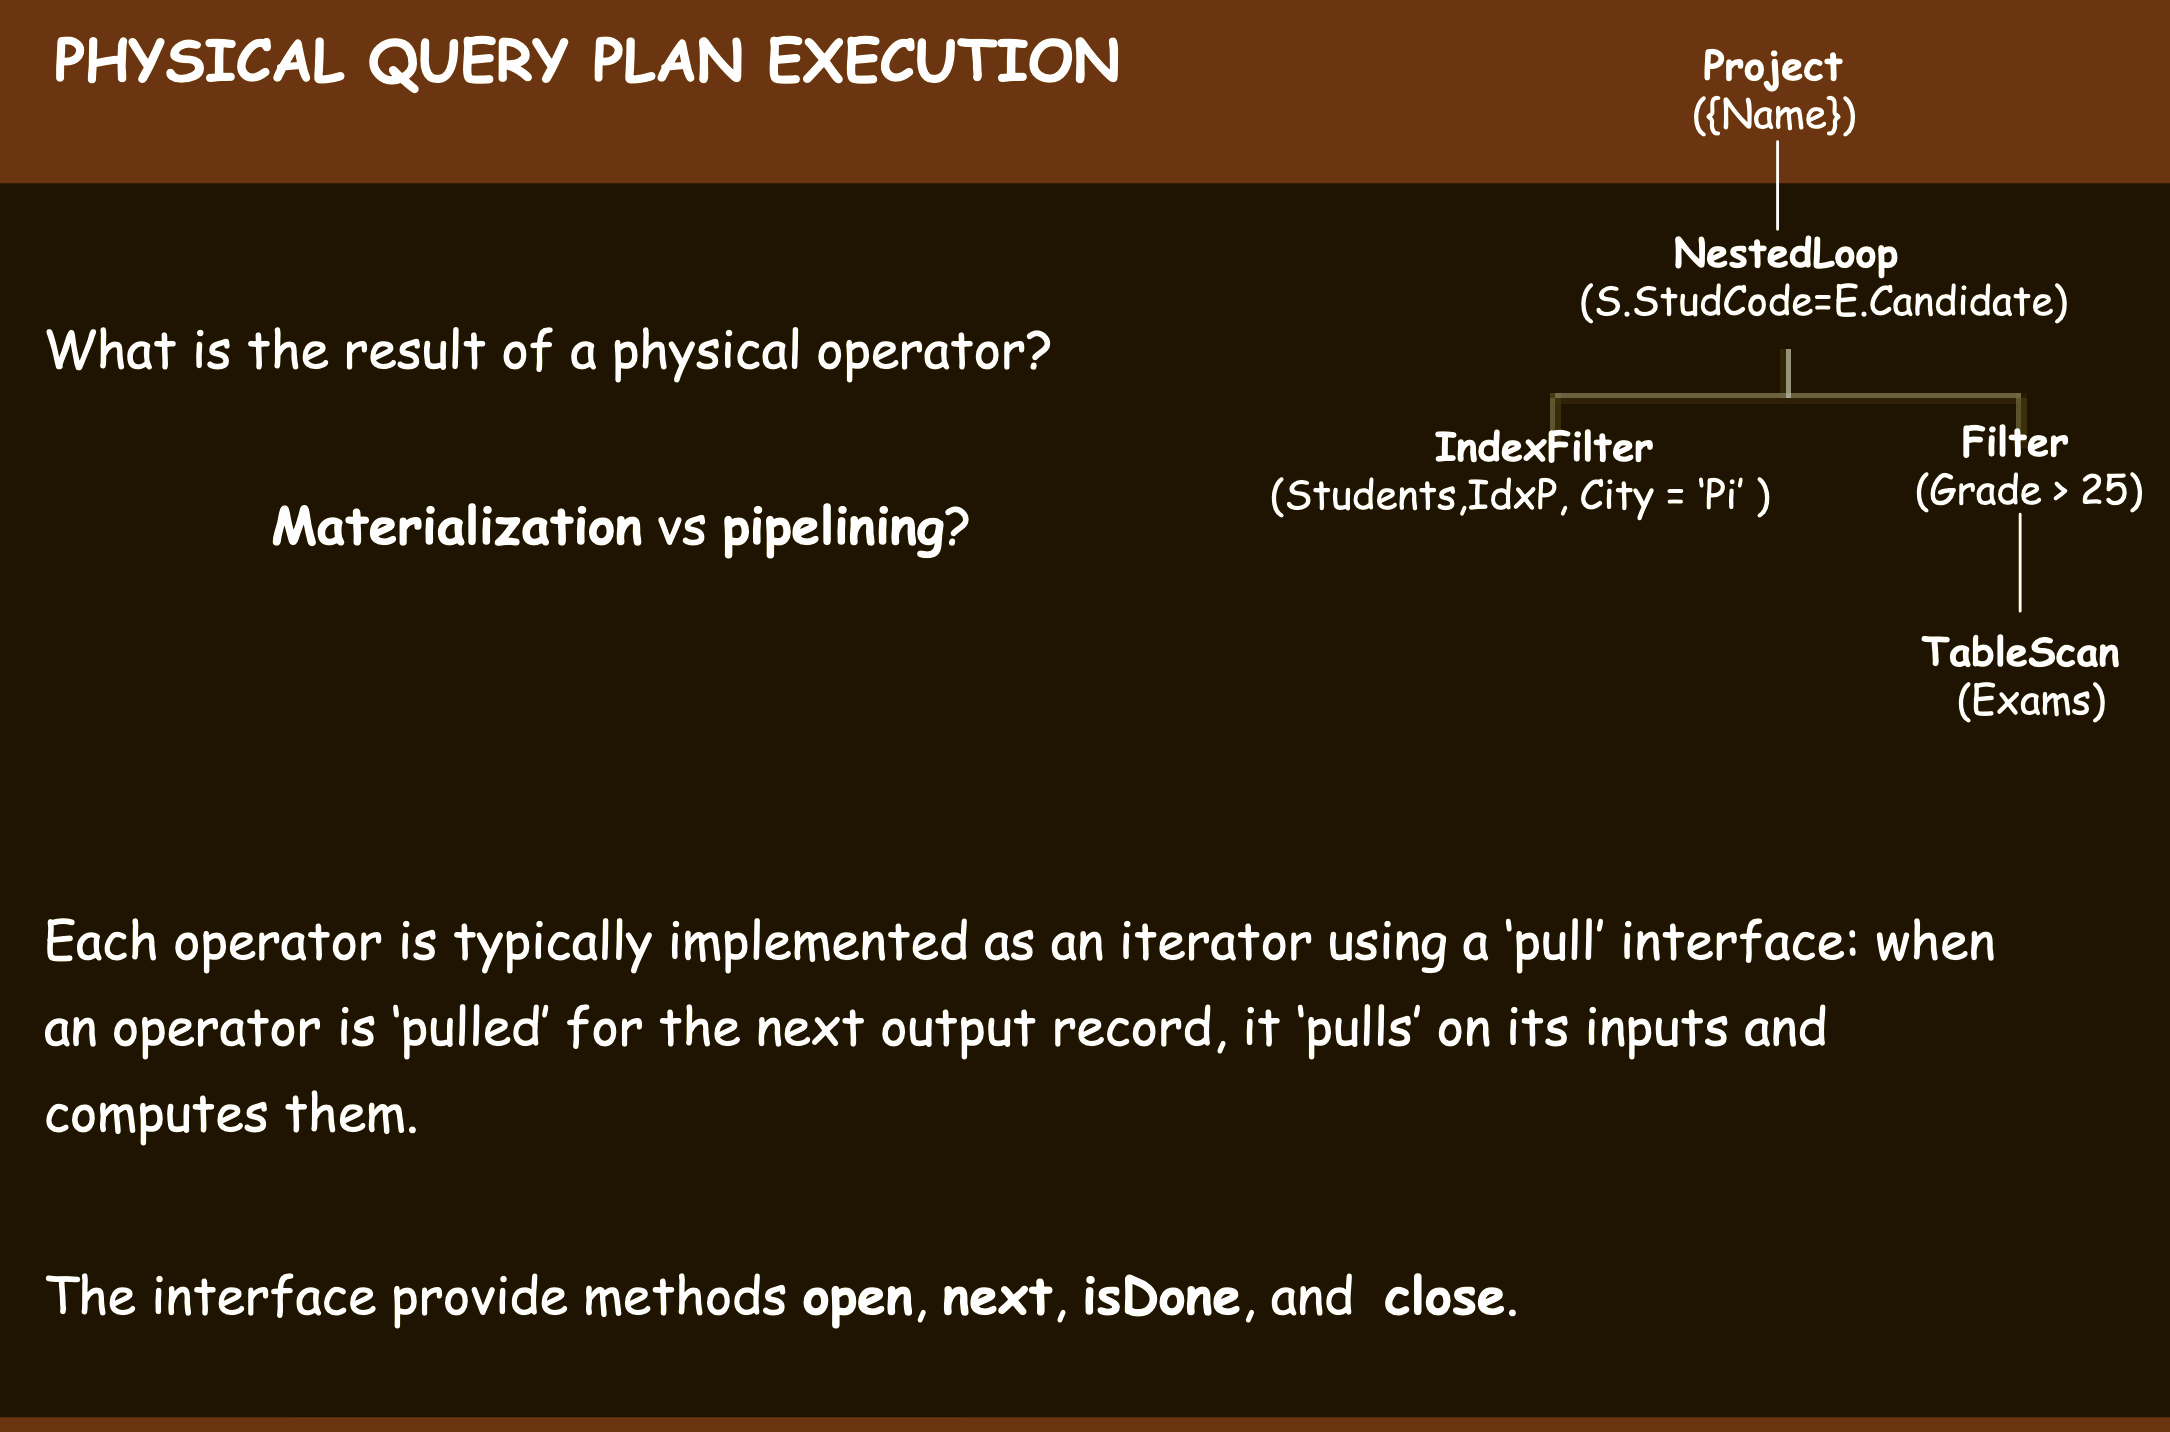 PHYSICAL QUERY PLAN EXECUTION
Project
({Name})
NestedLoop
(S.StudCode=E.Candidate)
What is the result of a physical operator?
IndexFilter
(Students,IdxP, City = ‘Pi’ )
Filter
(Grade > 25)
Materialization vs pipelining?
TableScan
(Exams)
Each operator is typically implemented as an iterator using a ‘pull’ interface: when
an operator is ‘pulled’ for the next output record, it ‘pulls’ on its inputs and
computes them.
The interface provide methods open, next, isDone, and close.